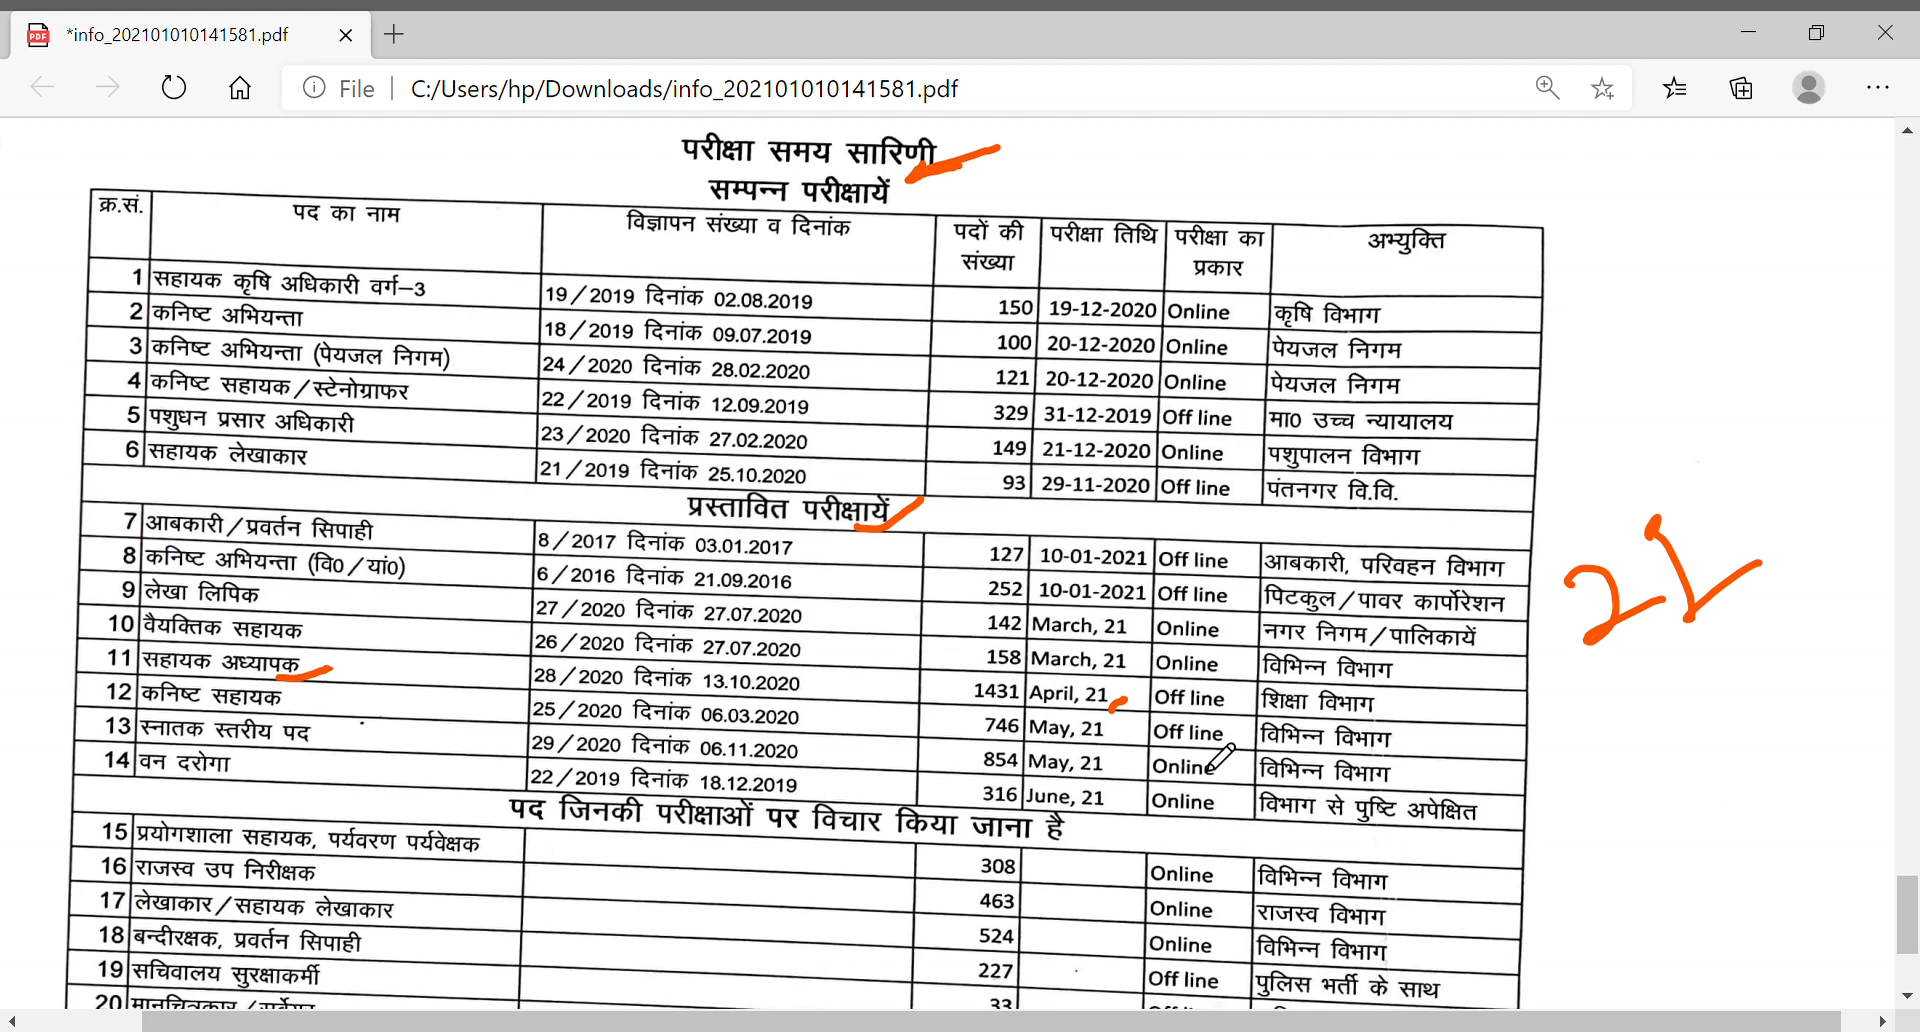 *info_202101010141581.pdf
File C:/Users/hp/Downloads/info_202101010141581.pdf
परीक्षा समय सारिणी
सम्पन्न परीक्षायें
क्र.सं. पद का नाम विज्ञापन संख्या व दिनांक पदों की संख्या परीक्षा तिथि परीक्षा का प्रकार अभ्युक्ति
1 सहायक कृषि अधिकारी वर्ग–3 19/2019 दिनांक 02.08.2019 150 19-12-2020 Online कृषि विभाग
2 कनिष्ट अभियन्ता 18/2019 दिनांक 09.07.2019 100 20-12-2020 Online पेयजल निगम
3 कनिष्ट अभियन्ता (पेयजल निगम) 24/2020 दिनांक 28.02.2020 121 20-12-2020 Online पेयजल निगम
4 कनिष्ट सहायक/स्टेनोग्राफर 22/2019 दिनांक 12.09.2019 329 31-12-2019 Off line मा0 उच्च न्यायालय
5 पशुधन प्रसार अधिकारी 23/2020 दिनांक 27.02.2020 149 21-12-2020 Online पशुपालन विभाग
6 सहायक लेखाकार 21/2019 दिनांक 25.10.2020 93 29-11-2020 Off line पंतनगर वि.वि.
प्रस्तावित परीक्षायें
7 आबकारी/प्रवर्तन सिपाही 8/2017 दिनांक 03.01.2017 127 10-01-2021 Off line आबकारी, परिवहन विभाग
8 कनिष्ट अभियन्ता (वि0/यां0) 6/2016 दिनांक 21.09.2016 252 10-01-2021 Off line पिटकुल/पावर कार्पोरेशन
9 लेखा लिपिक 27/2020 दिनांक 27.07.2020 142 March, 21 Online नगर निगम/पालिकायें
10 वैयक्तिक सहायक 26/2020 दिनांक 27.07.2020 158 March, 21 Online विभिन्न विभाग
11 सहायक अध्यापक 28/2020 दिनांक 13.10.2020 1431 April, 21 Off line शिक्षा विभाग
12 कनिष्ट सहायक 25/2020 दिनांक 06.03.2020 746 May, 21 Off line विभिन्न विभाग
13 स्नातक स्तरीय पद 29/2020 दिनांक 06.11.2020 854 May, 21 Online विभिन्न विभाग
14 वन दरोगा 22/2019 दिनांक 18.12.2019 316 June, 21 Online विभाग से पुष्टि अपेक्षित
पद जिनकी परीक्षाओं पर विचार किया जाना है
15 प्रयोगशाला सहायक, पर्यवरण पर्यवेक्षक 308 Online विभिन्न विभाग
16 राजस्व उप निरीक्षक 463 Online राजस्व विभाग
17 लेखाकार/सहायक लेखाकार 524 Online विभिन्न विभाग
18 बन्दीरक्षक, प्रवर्तन सिपाही 227 Off line पुलिस भर्ती के साथ
19 सचिवालय सुरक्षाकर्मी 33
20
21